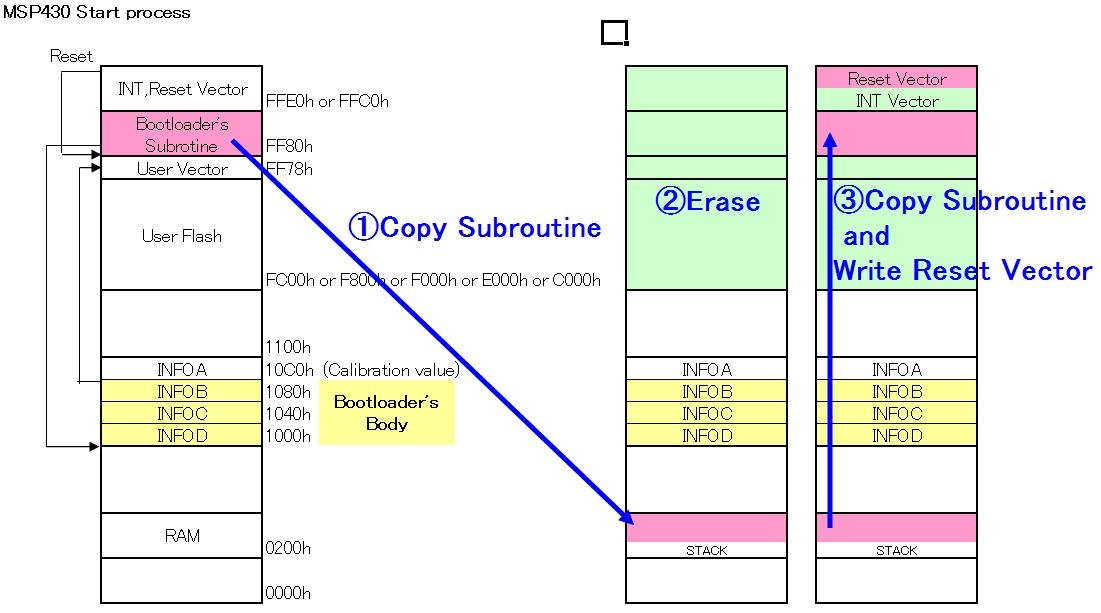 MSP430 Start process
Reset
INT,Reset Vector
FFE0h or FFC0h
Bootloader's
Subrotine
FF80h
User Vector
FF78h
User Flash
FC00h or F800h or F000h or E000h or C000h
1100h
INFOA
10C0h (Calibration value)
INFOB
1080h
INFOC
1040h
INFOD
1000h
Bootloader's
Body
RAM
0200h
0000h
①Copy Subroutine
②Erase
INFOA
INFOB
INFOC
INFOD
STACK
Reset Vector
INT Vector
③Copy Subroutine
and
Write Reset Vector
INFOA
INFOB
INFOC
INFOD
STACK